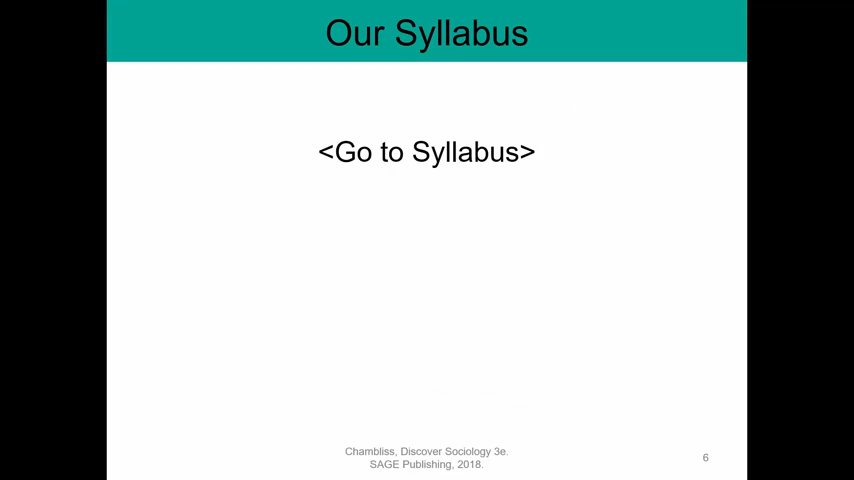 Our Syllabus
<Go to Syllabus>
Chambliss, Discover Sociology 3e.
SAGE Publishing, 2018.
6